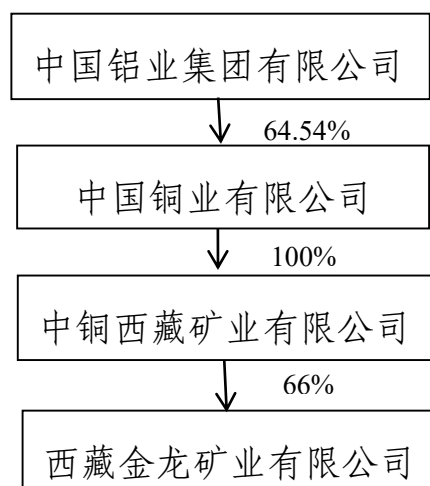 中国铝业集团有限公司
64.54%
中国铜业有限公司
100%
中铜西藏矿业有限公司
66%
西藏金龙矿业有限公司